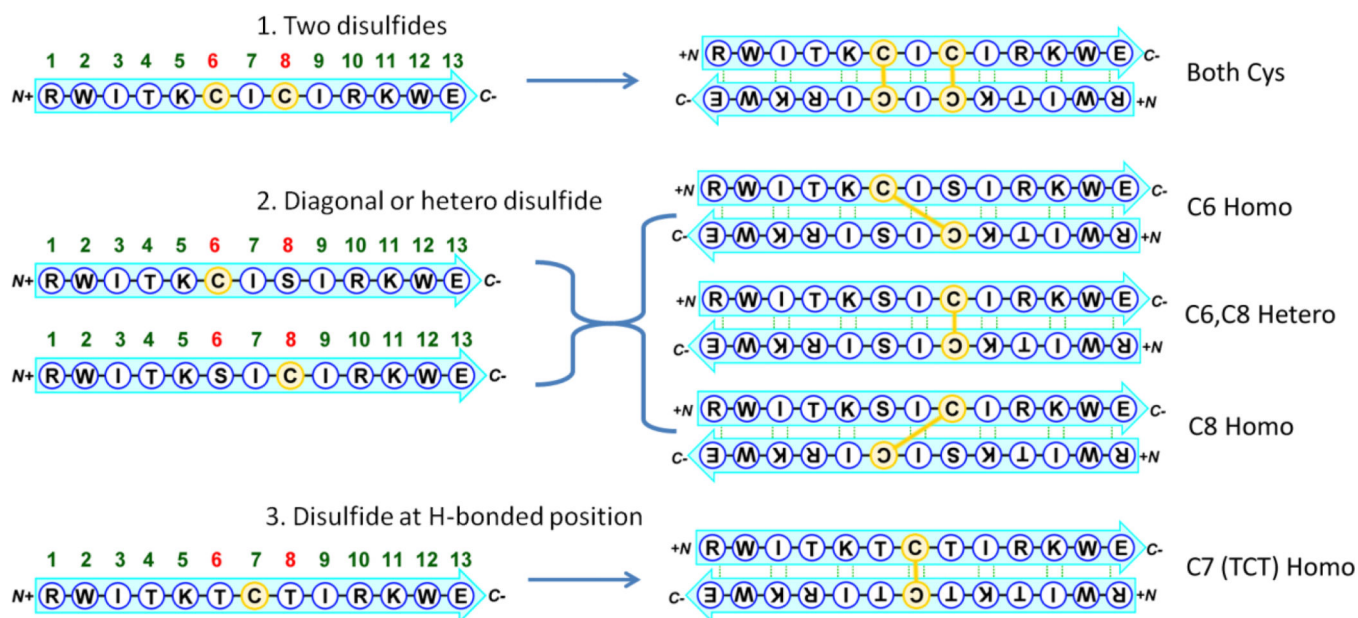 1. Two disulfides
1 2 3 4 5 6 7 8 9 10 11 12 13
N+ R W I T K C I C I R K W E C-
+N R W I T K C I C I R K W E C-
C- E W K R I C I C K T I W R +N
Both Cys
2. Diagonal or hetero disulfide
1 2 3 4 5 6 7 8 9 10 11 12 13
N+ R W I T K C I S I R K W E C-
1 2 3 4 5 6 7 8 9 10 11 12 13
N+ R W I T K S I C I R K W E C-
+N R W I T K C I S I R K W E C-
C- E W K R I S I C K T I W R +N
C6 Homo
+N R W I T K S I C I R K W E C-
C- E W K R I S I C K T I W R +N
C6,C8 Hetero
+N R W I T K S I C I R K W E C-
C- E W K R I C I S K T I W R +N
C8 Homo
3. Disulfide at H-bonded position
1 2 3 4 5 6 7 8 9 10 11 12 13
N+ R W I T K T C T I R K W E C-
+N R W I T K T C T I R K W E C-
C- E W K R I T C T K T I W R +N
C7 (TCT) Homo